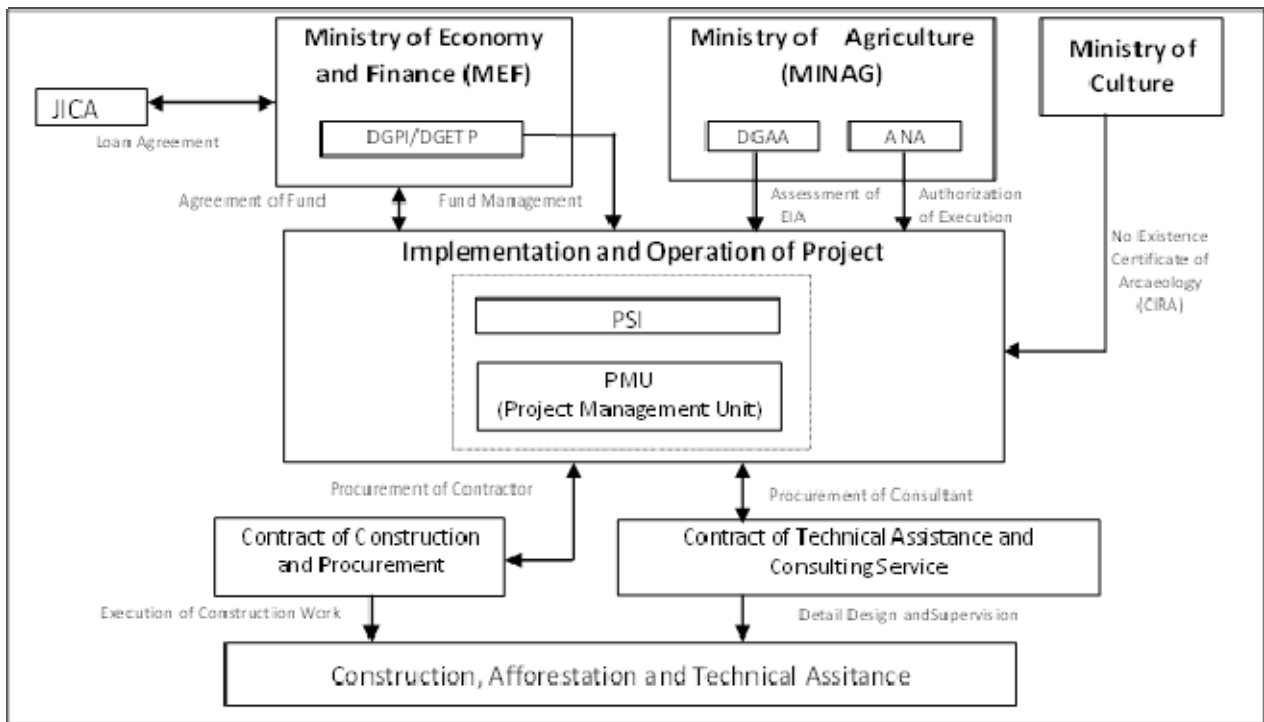 Ministry of Economy
and Finance (MEF)
Ministry of Agriculture
(MINAG)
Ministry of
Culture
JICA
Loan Agreement
DGPI/DGETP
DGAA
ANA
Agreement of Fund
Fund Management
Assessment of
EIA
Authorization
of Execution
No Existence
Certificate of
Arcaeology
(CIRA)
Implementation and Operation of Project
PSI
PMU
(Project Management Unit)
Procurement of Contractor
Procurement of Consultant
Contract of Construction
and Procurement
Contract of Technical Assistance and
Consulting Service
Execution of Construction Work
Detail Design and Supervision
Construction, Afforestation and Technical Assitance